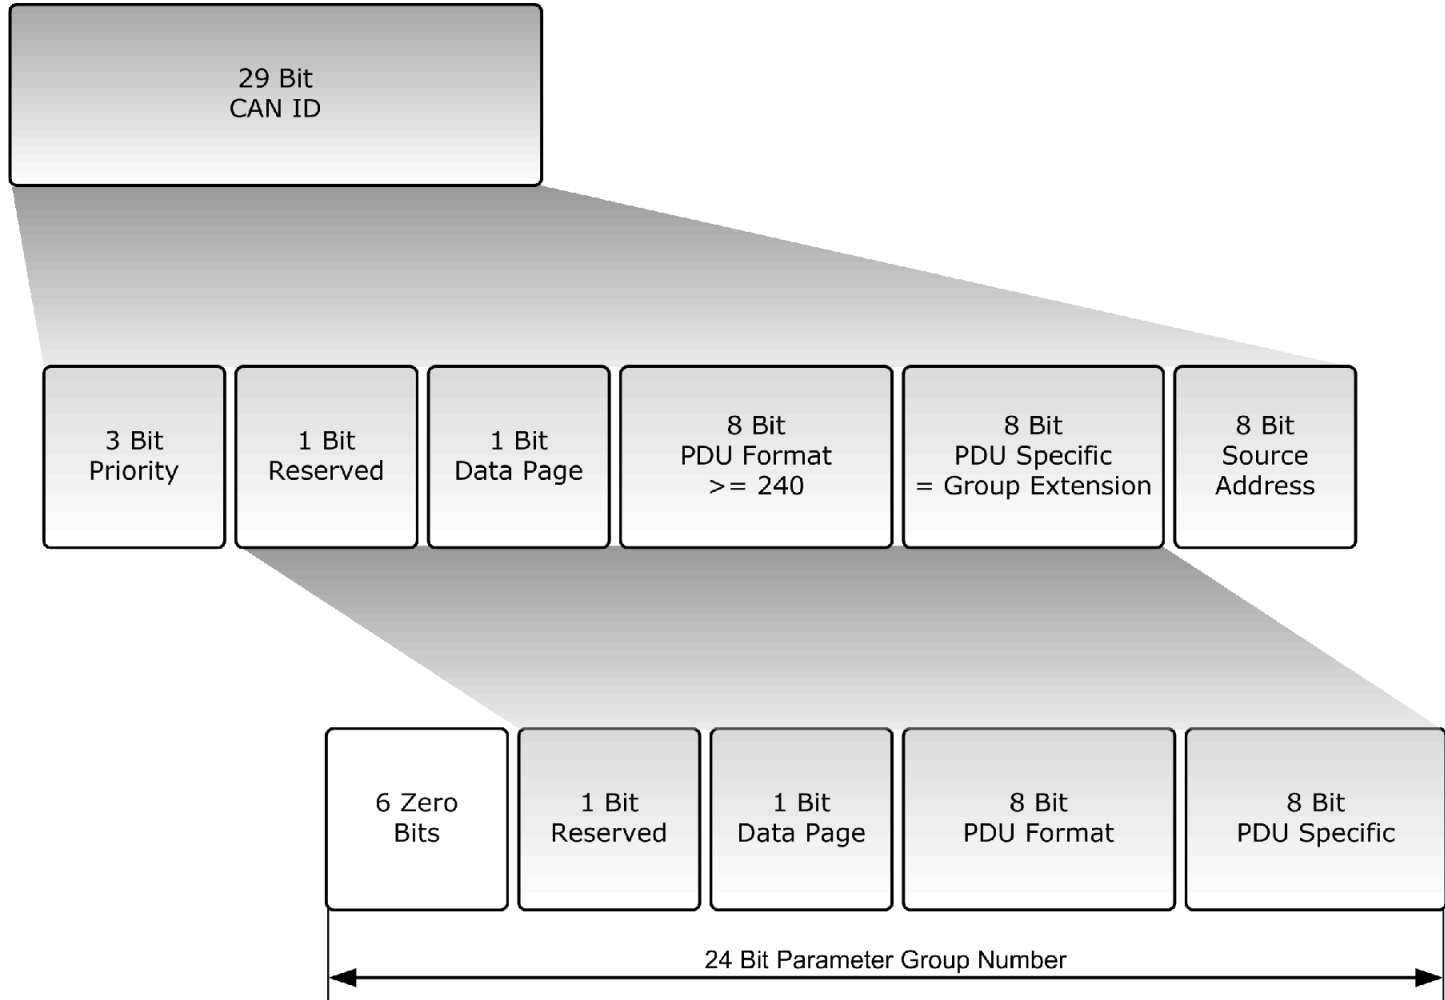 29 Bit
CAN ID
3 Bit
Priority
1 Bit
Reserved
1 Bit
Data Page
8 Bit
PDU Format
>= 240
8 Bit
PDU Specific
= Group Extension
8 Bit
Source
Address
6 Zero
Bits
1 Bit
Reserved
1 Bit
Data Page
8 Bit
PDU Format
8 Bit
PDU Specific
24 Bit Parameter Group Number